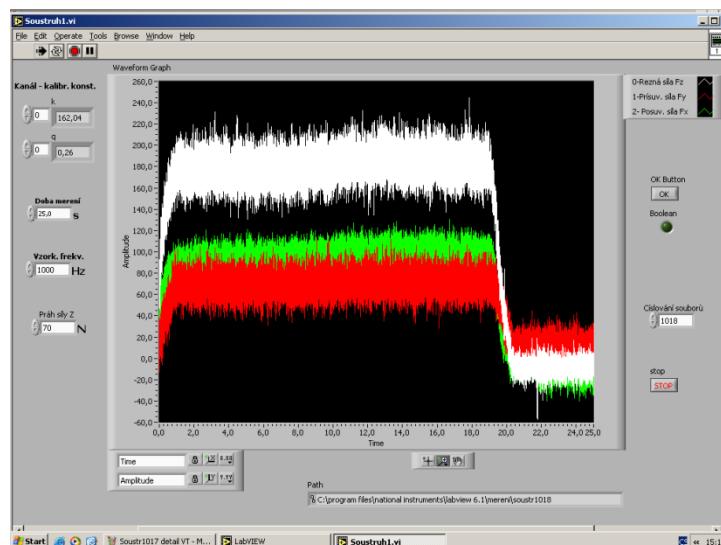 Soustruh1.vi
File Edit Operate Tools Browse Window Help
1
Waveform Graph
Kanál - kalibr. konst.
k
0 162,04
q
0 0,26
Doba merení
25,0 s
Vzork. frekv.
1000 Hz
Práh síly Z
70 N
Amplitude
260,0
240,0
220,0
200,0
180,0
160,0
140,0
120,0
100,0
80,0
60,0
40,0
20,0
0,0
-20,0
-40,0
-60,0
0,0 2,0 4,0 6,0 8,0 10,0 12,0 14,0 16,0 18,0 20,0 22,0 24,0 25,0
Time
0-Rezná síla Fz
1-Prísuv. síla Fy
2- Posuv. síla Fx
OK Button
OK
Boolean
Císlování souboru
1018
stop
STOP
Time
Amplitude
Path
C:\program files\national instruments\labview 6.1\mereni\soustr1018
Start Soustr1017 detail VT - M... LabVIEW Soustruh1.vi « 15:1